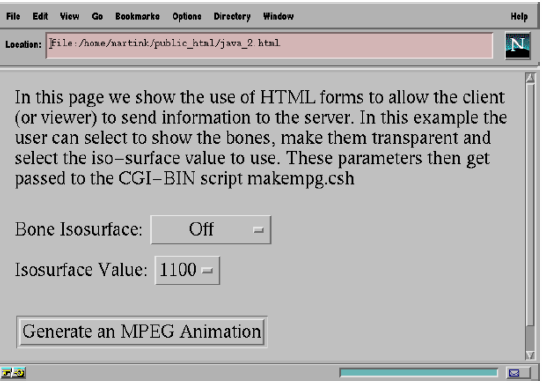 File Edit View Go Bookmarks Options Directory Window Help
Location: file:/home/martink/public_html/java_2.html
N
In this page we show the use of HTML forms to allow the client
(or viewer) to send information to the server. In this example the
user can select to show the bones, make them transparent and
select the iso-surface value to use. These parameters then get
passed to the CGI-BIN script makempg.csh
Bone Isosurface: Off
Isosurface Value: 1100
Generate an MPEG Animation